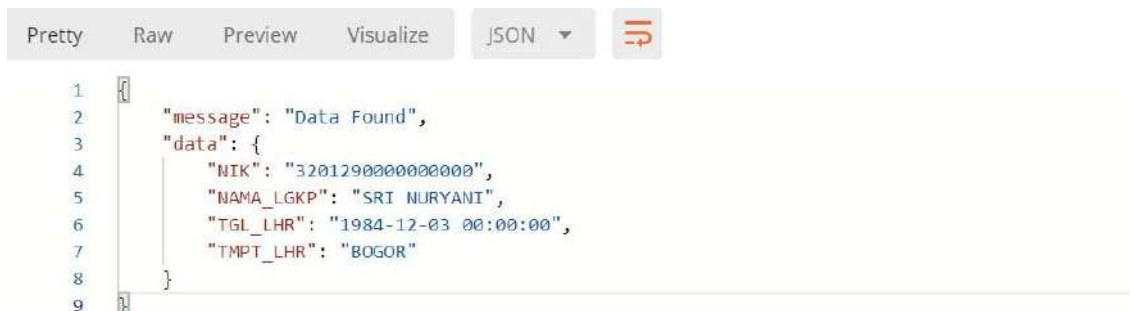 Pretty Raw Preview Visualize JSON
1 {
2 "message": "Data Found",
3 "data": {
4 "NIK": "3201290000000000",
5 "NAMA_LGKP": "SRI NURYANI",
6 "TGL_LHR": "1984-12-03 00:00:00",
7 "TMPT_LHR": "BOGOR"
8 }
9 }